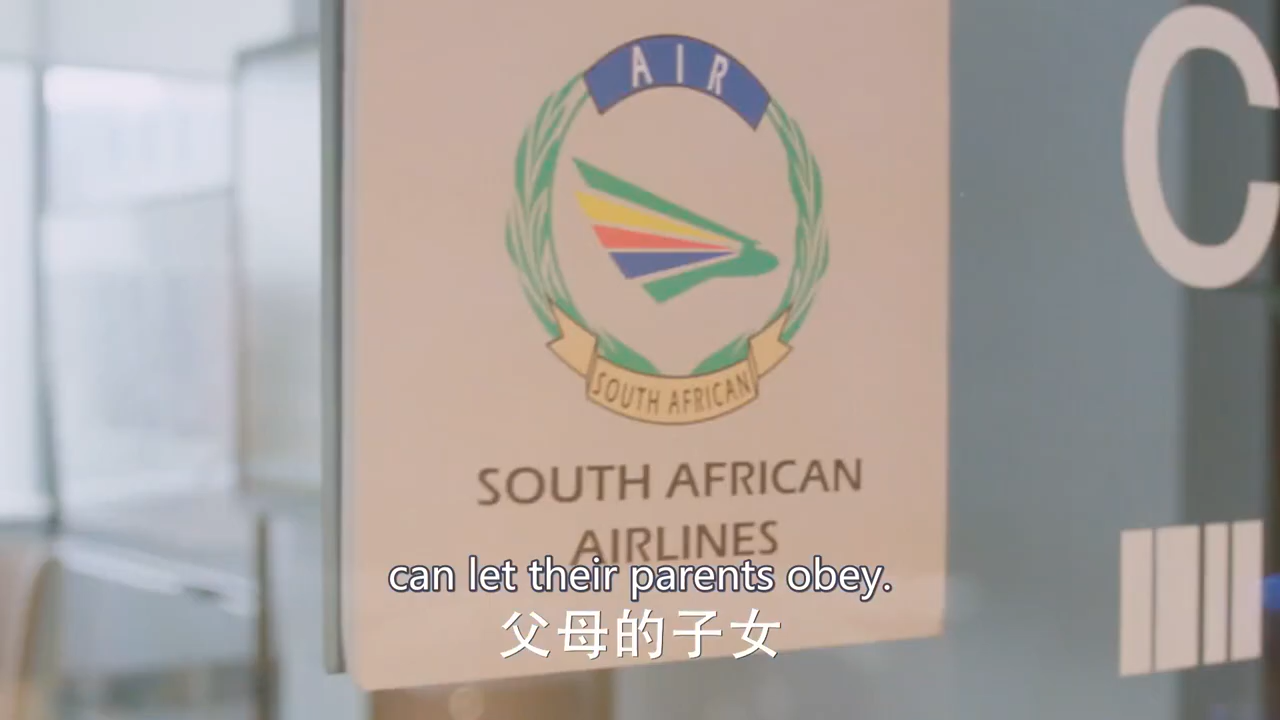 AIR
C
SOUTH AFRICAN
SOUTH AFRICAN
AIRLINES
can let their parents obey.
父母的子女